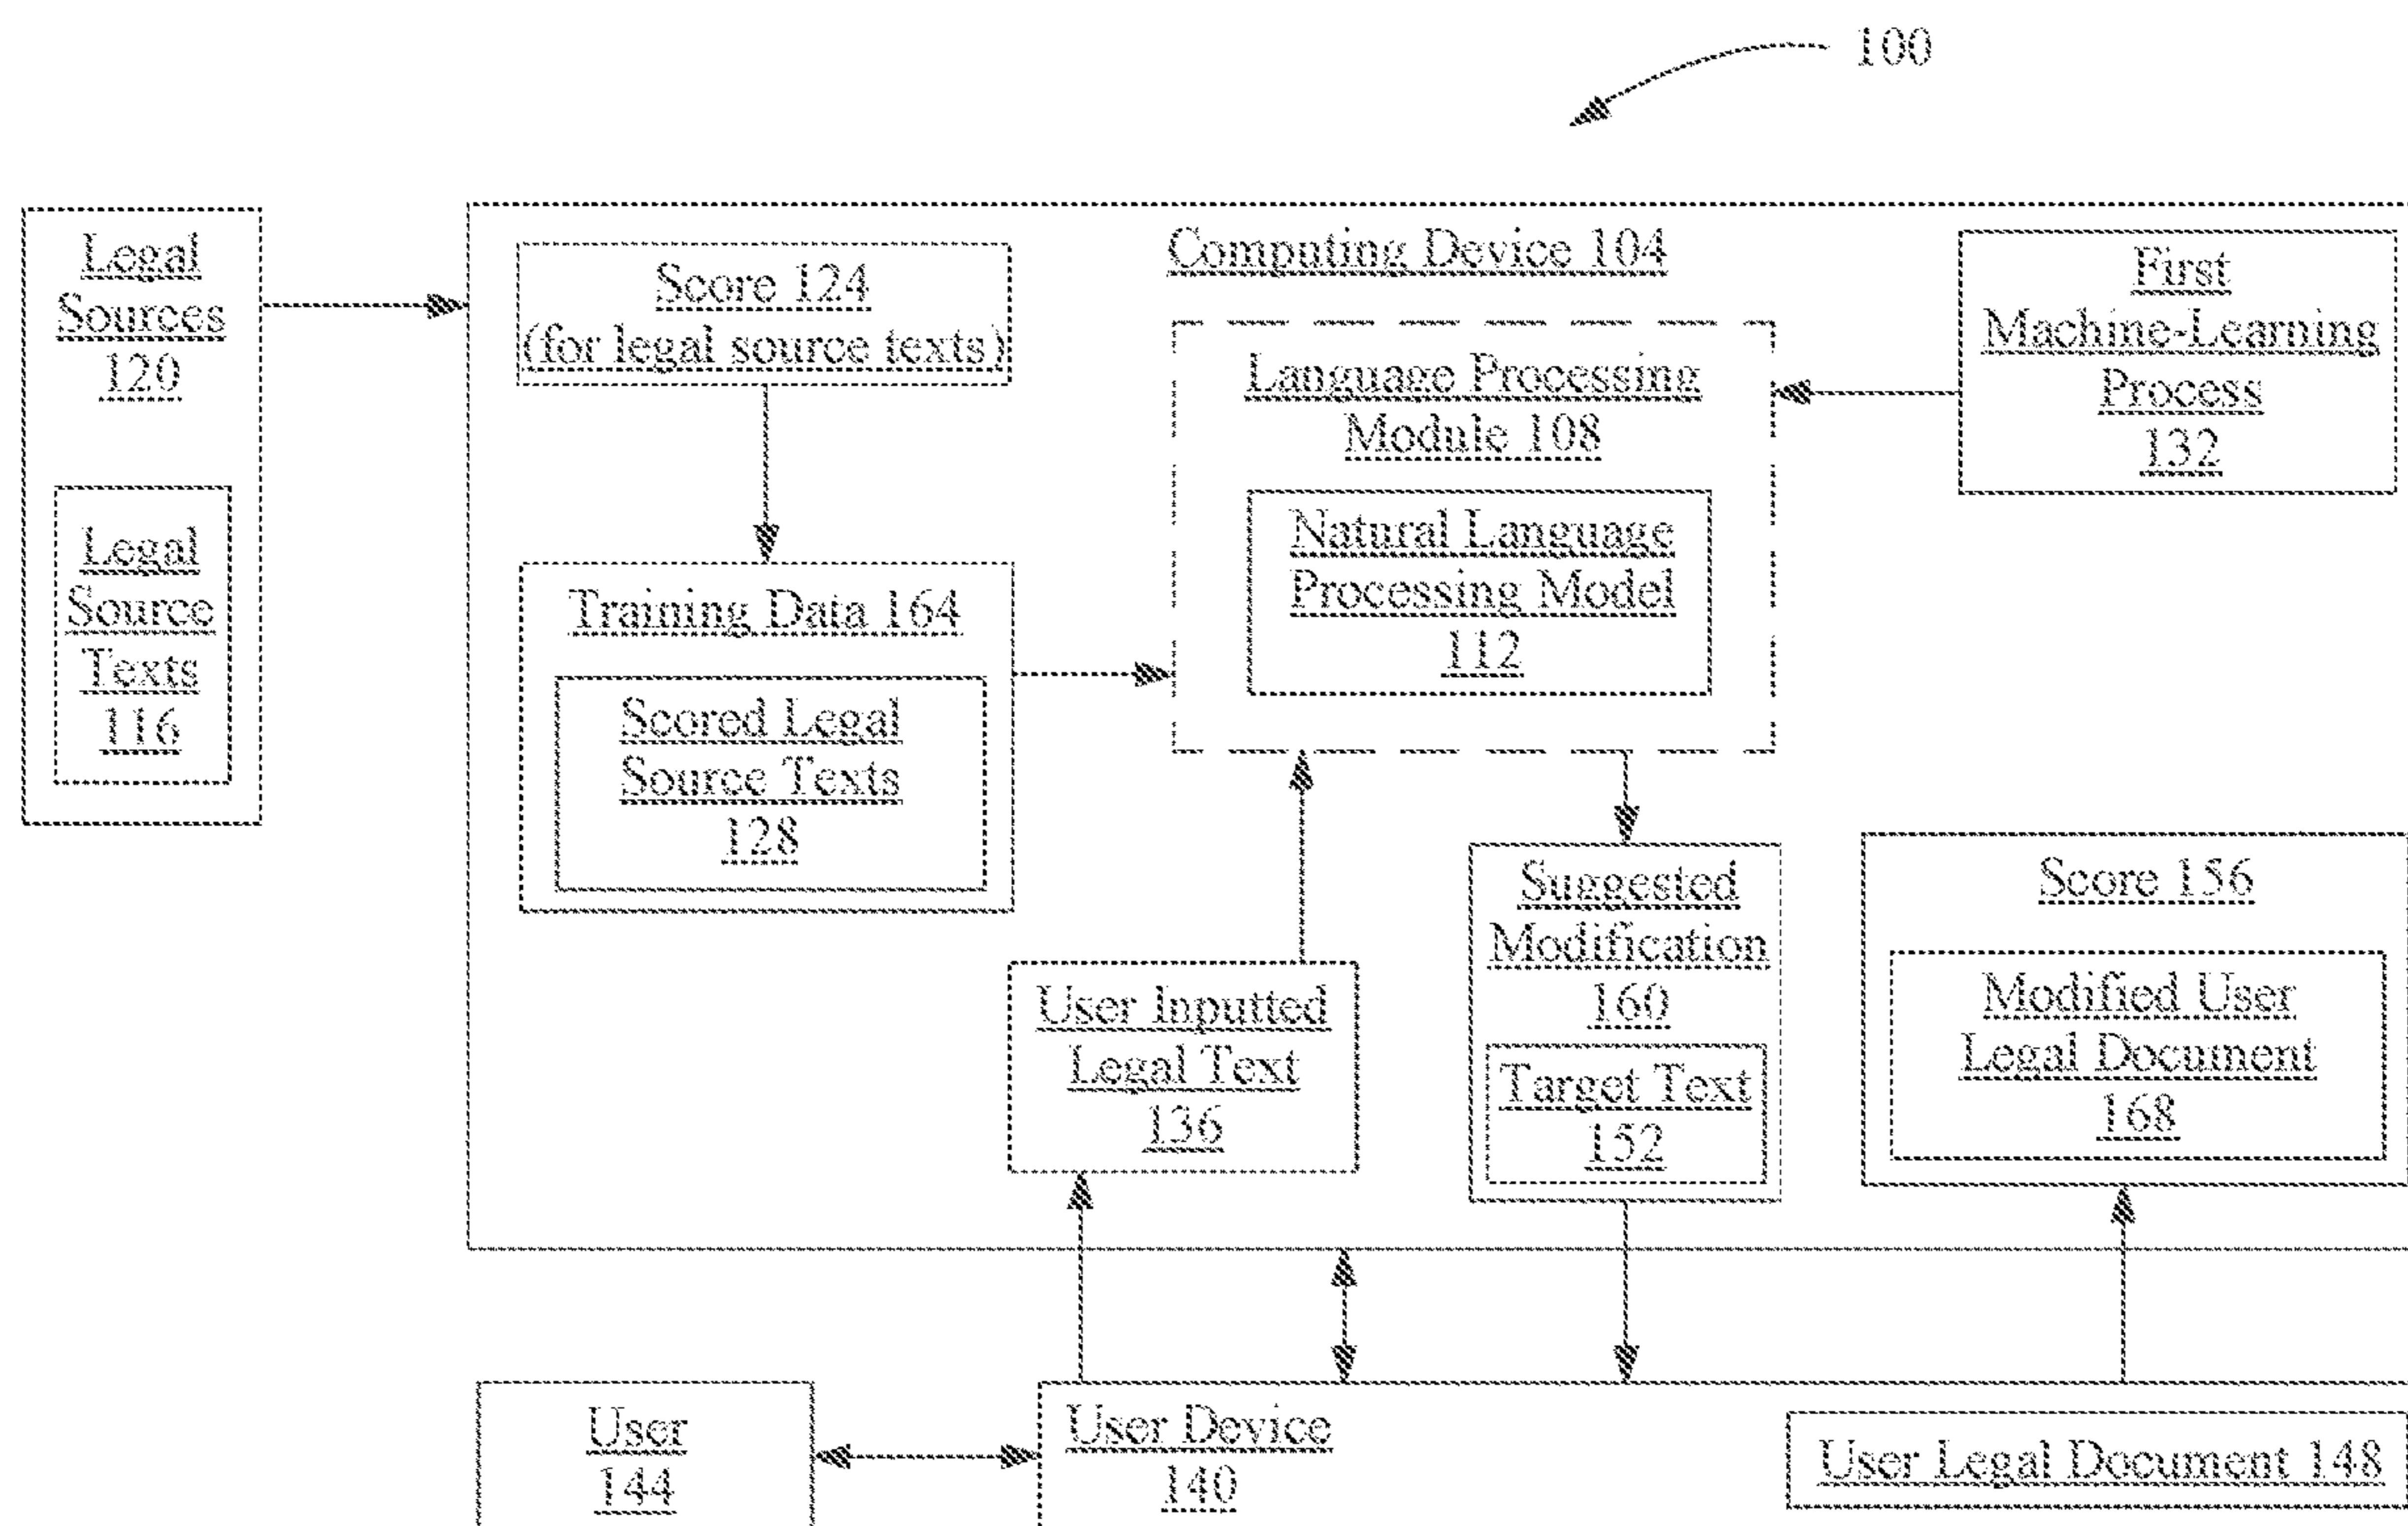 100
Legal
Sources
120
Legal
Source
Texts
116
Computing Device 104
Score 124
(for legal source texts)
Training Data 164
Scored Legal
Source Texts
128
Language Processing
Module 108
Natural Language
Processing Model
112
First
Machine-Learning
Process
132
User Inputted
Legal Text
136
Suggested
Modification
160
Target Text
152
Score 156
Modified User
Legal Document
168
User
144
User Device
140
User Legal Document 148